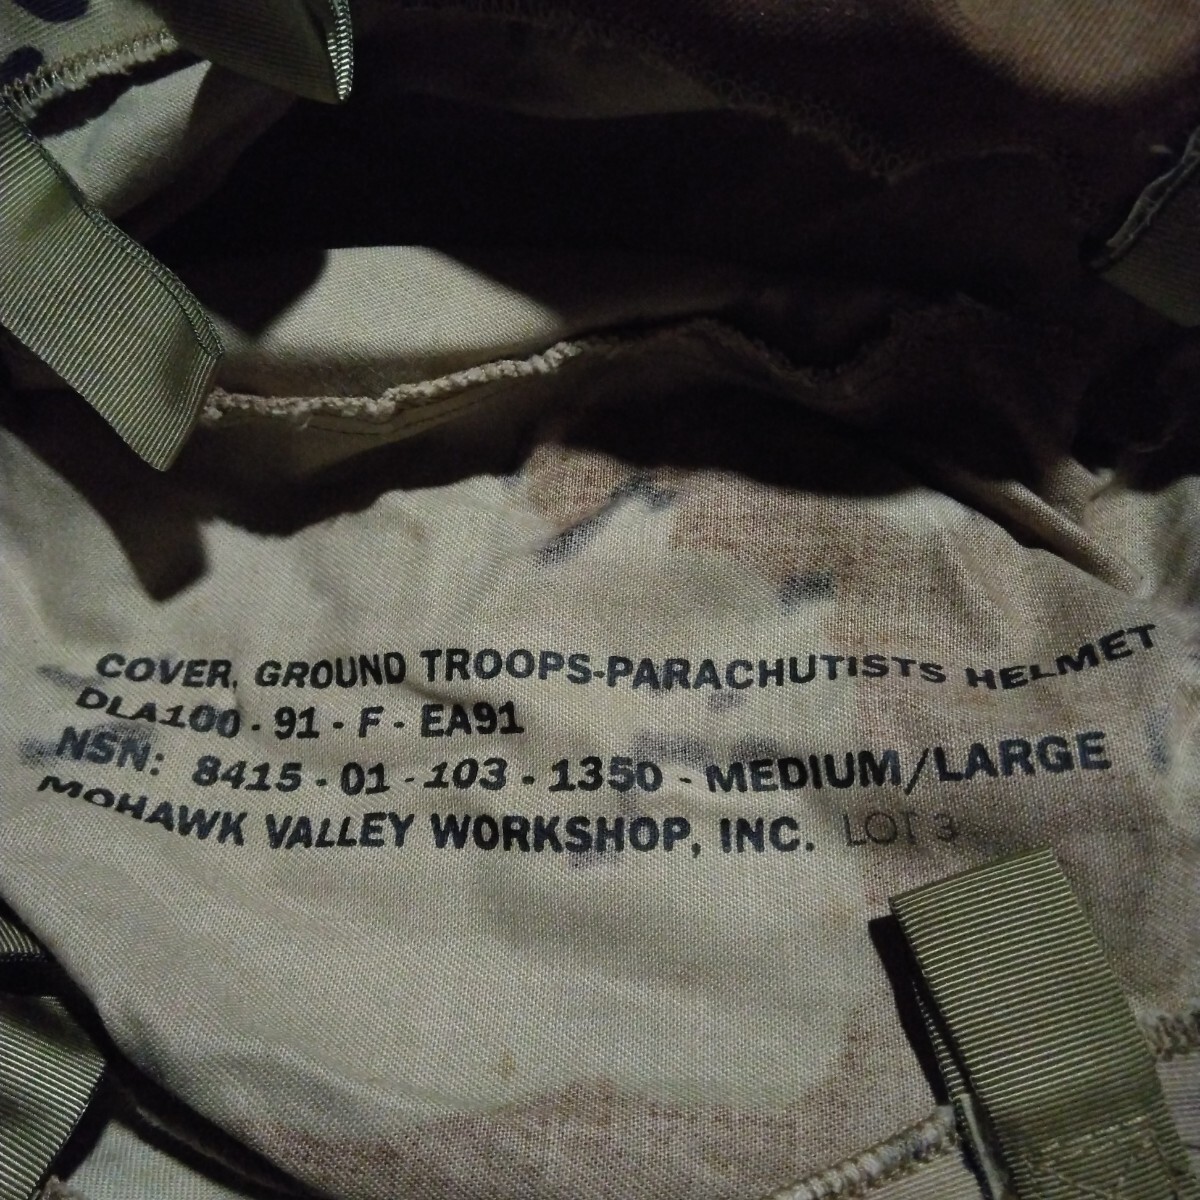 COVER, GROUND TROOPS-PARACHUTISTS HELMET
DLA100 - 91 - F - EA91
NSN: 8415 - 01 - 103 - 1350 - MEDIUM/LARGE
MOHAWK VALLEY WORKSHOP, INC. LOT 3